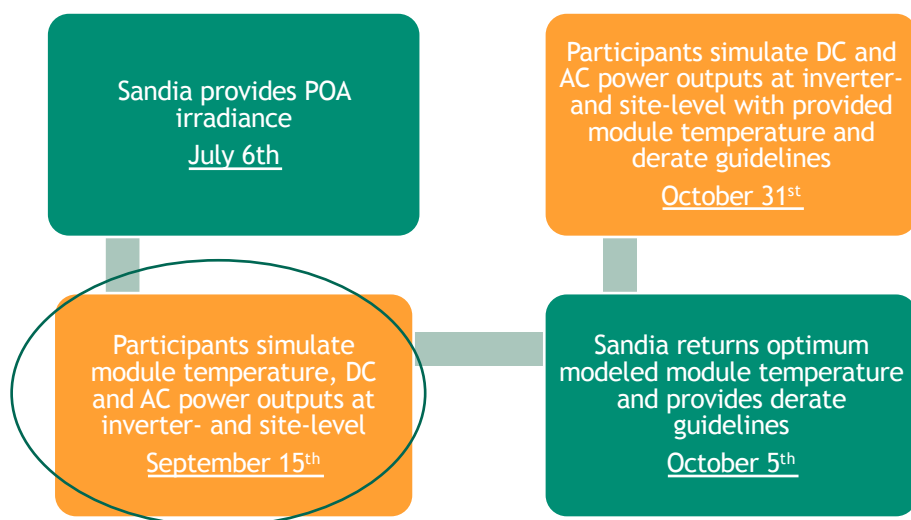 Sandia provides POA
irradiance
July 6th
Participants simulate
module temperature, DC
and AC power outputs at
inverter- and site-level
September 15th
Sandia returns optimum
modeled module temperature
and provides derate
guidelines
October 5th
Participants simulate DC and
AC power outputs at inverter-
and site-level with provided
module temperature and
derate guidelines
October 31st